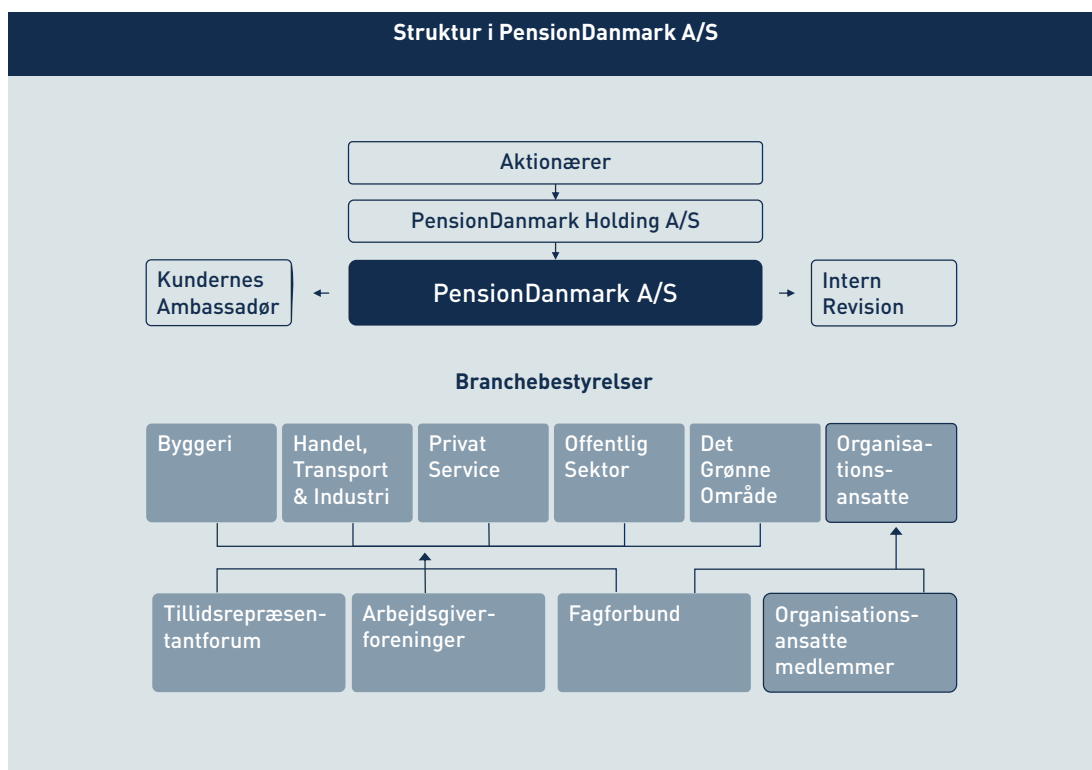 Struktur i PensionDanmark A/S
Aktionærer
PensionDanmark Holding A/S
Kundernes
Ambassadør
PensionDanmark A/S
Intern
Revision
Branchebestyrelser
Byggeri
Handel,
Transport
& Industri
Privat
Service
Offentlig
Sektor
Det
Grønne
Område
Organisa-
tions-
ansatte
Tillidsrepræsen-
tantforum
Arbejdsgiver-
foreninger
Fagforbund
Organisations-
ansatte
medlemmer